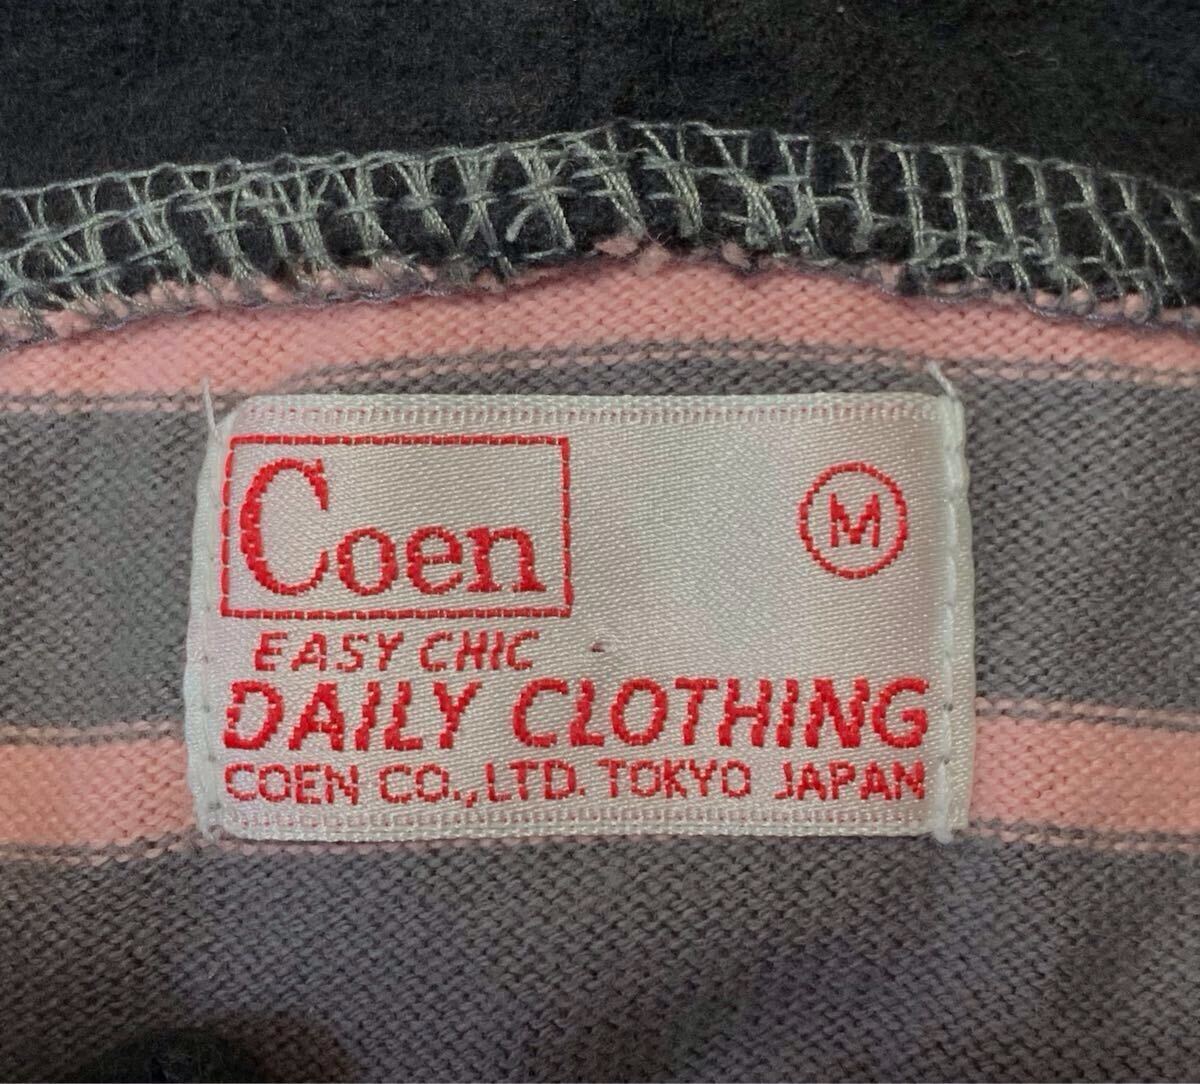 Coen
M
EASY CHIC
DAILY CLOTHING
COEN CO.,LTD. TOKYO JAPAN